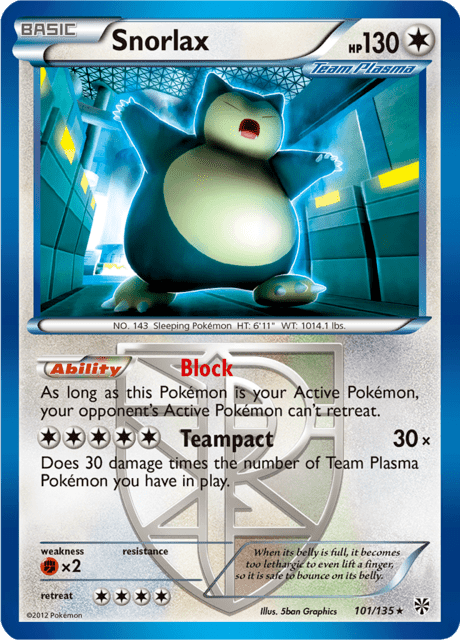 BASIC
Snorlax
HP130
Team Plasma
NO. 143 Sleeping Pokémon HT: 6'11" WT: 1014.1 lbs.
Ability Block
As long as this Pokémon is your Active Pokémon,
your opponent's Active Pokémon can't retreat.
Teampact 30×
Does 30 damage times the number of Team Plasma
Pokémon you have in play.
weakness resistance
×2
retreat
When its belly is full, it becomes
too lethargic to even lift a finger,
so it is safe to bounce on its belly.
©2012 Pokémon
Illus. 5ban Graphics
101/135★